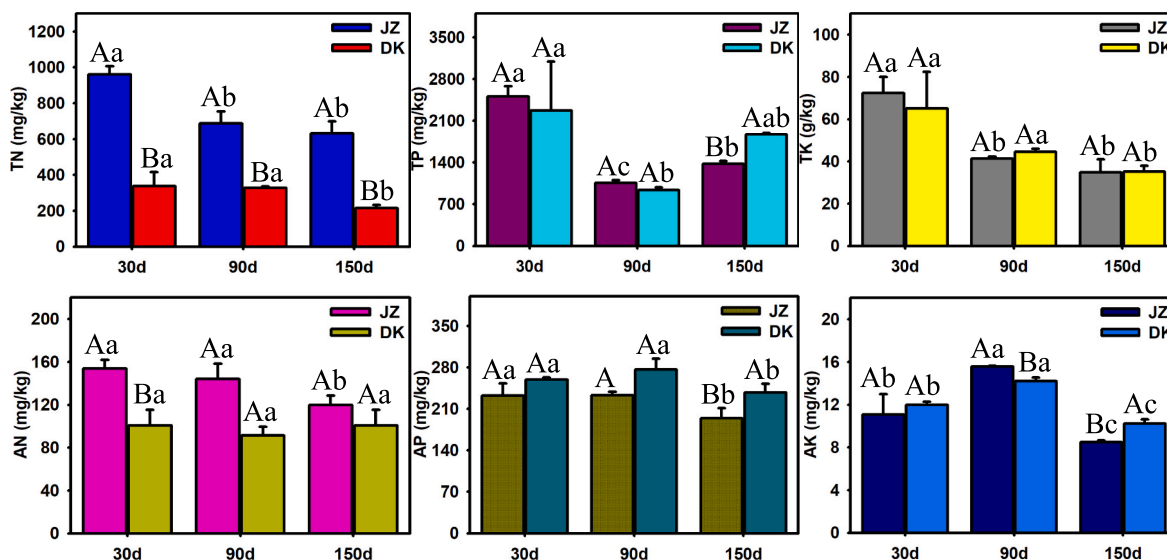 TN (mg/kg)
1200
1000
800
600
400
200
0
JZ
DK
Aa
Ba
Ab
Ba
Ab
Bb
30d
90d
150d
TP (mg/kg)
3500
2800
2100
1400
700
0
JZ
DK
Aa
Aa
Ac
Ab
Bb
Aab
30d
90d
150d
TK (g/kg)
100
80
60
40
20
0
JZ
DK
Aa
Aa
Ab
Aa
Ab
Ab
30d
90d
150d
AN (mg/kg)
200
160
120
80
40
0
JZ
DK
Aa
Ba
Aa
Aa
Ab
Aa
30d
90d
150d
AP (mg/kg)
350
280
210
140
70
0
JZ
DK
Aa
Aa
A
Aa
Bb
Ab
30d
90d
150d
AK (mg/kg)
20
16
12
8
4
0
JZ
DK
Ab
Ab
Aa
Ba
Bc
Ac
30d
90d
150d